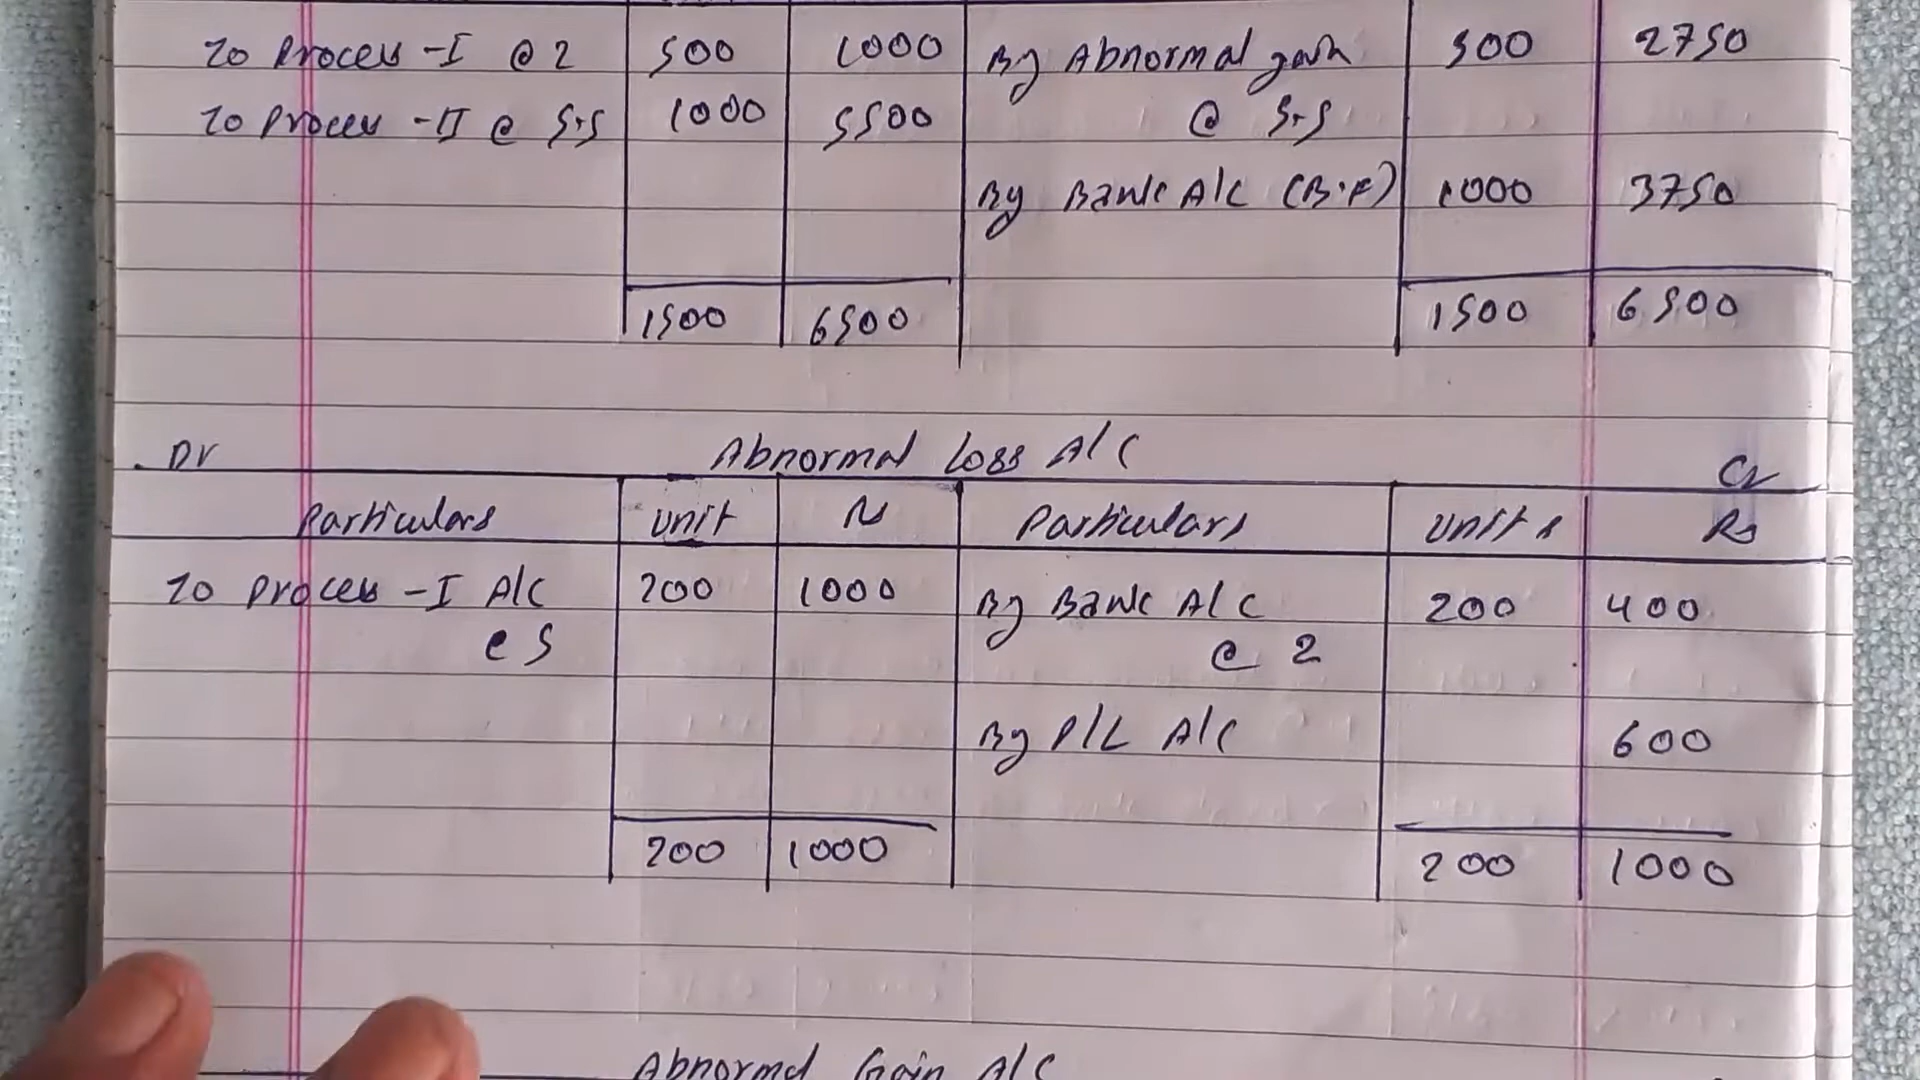 To Process -I @ 2 500 1000 By Abnormal gain 500 2750
To Process -II @ 5.5 1000 5500 @ 5.5
By Bank A/C (B.F) 1000 3750
1500 6500 1500 6500
Dr Abnormal Loss A/C Cr
Particulars Unit Rs Particulars Units Rs
To Process -I A/C 200 1000 By Bank A/C 200 400
@ 5 @ 2
By P/L A/C 600
200 1000 200 1000
Abnormal Gain A/C